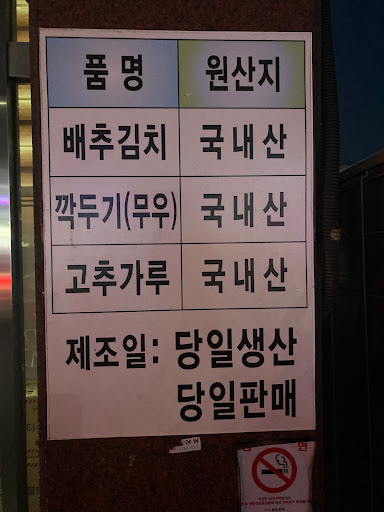 품명 원산지
배추김치 국내산
깍두기(무우) 국내산
고추가루 국내산
제조일: 당일생산
당일판매